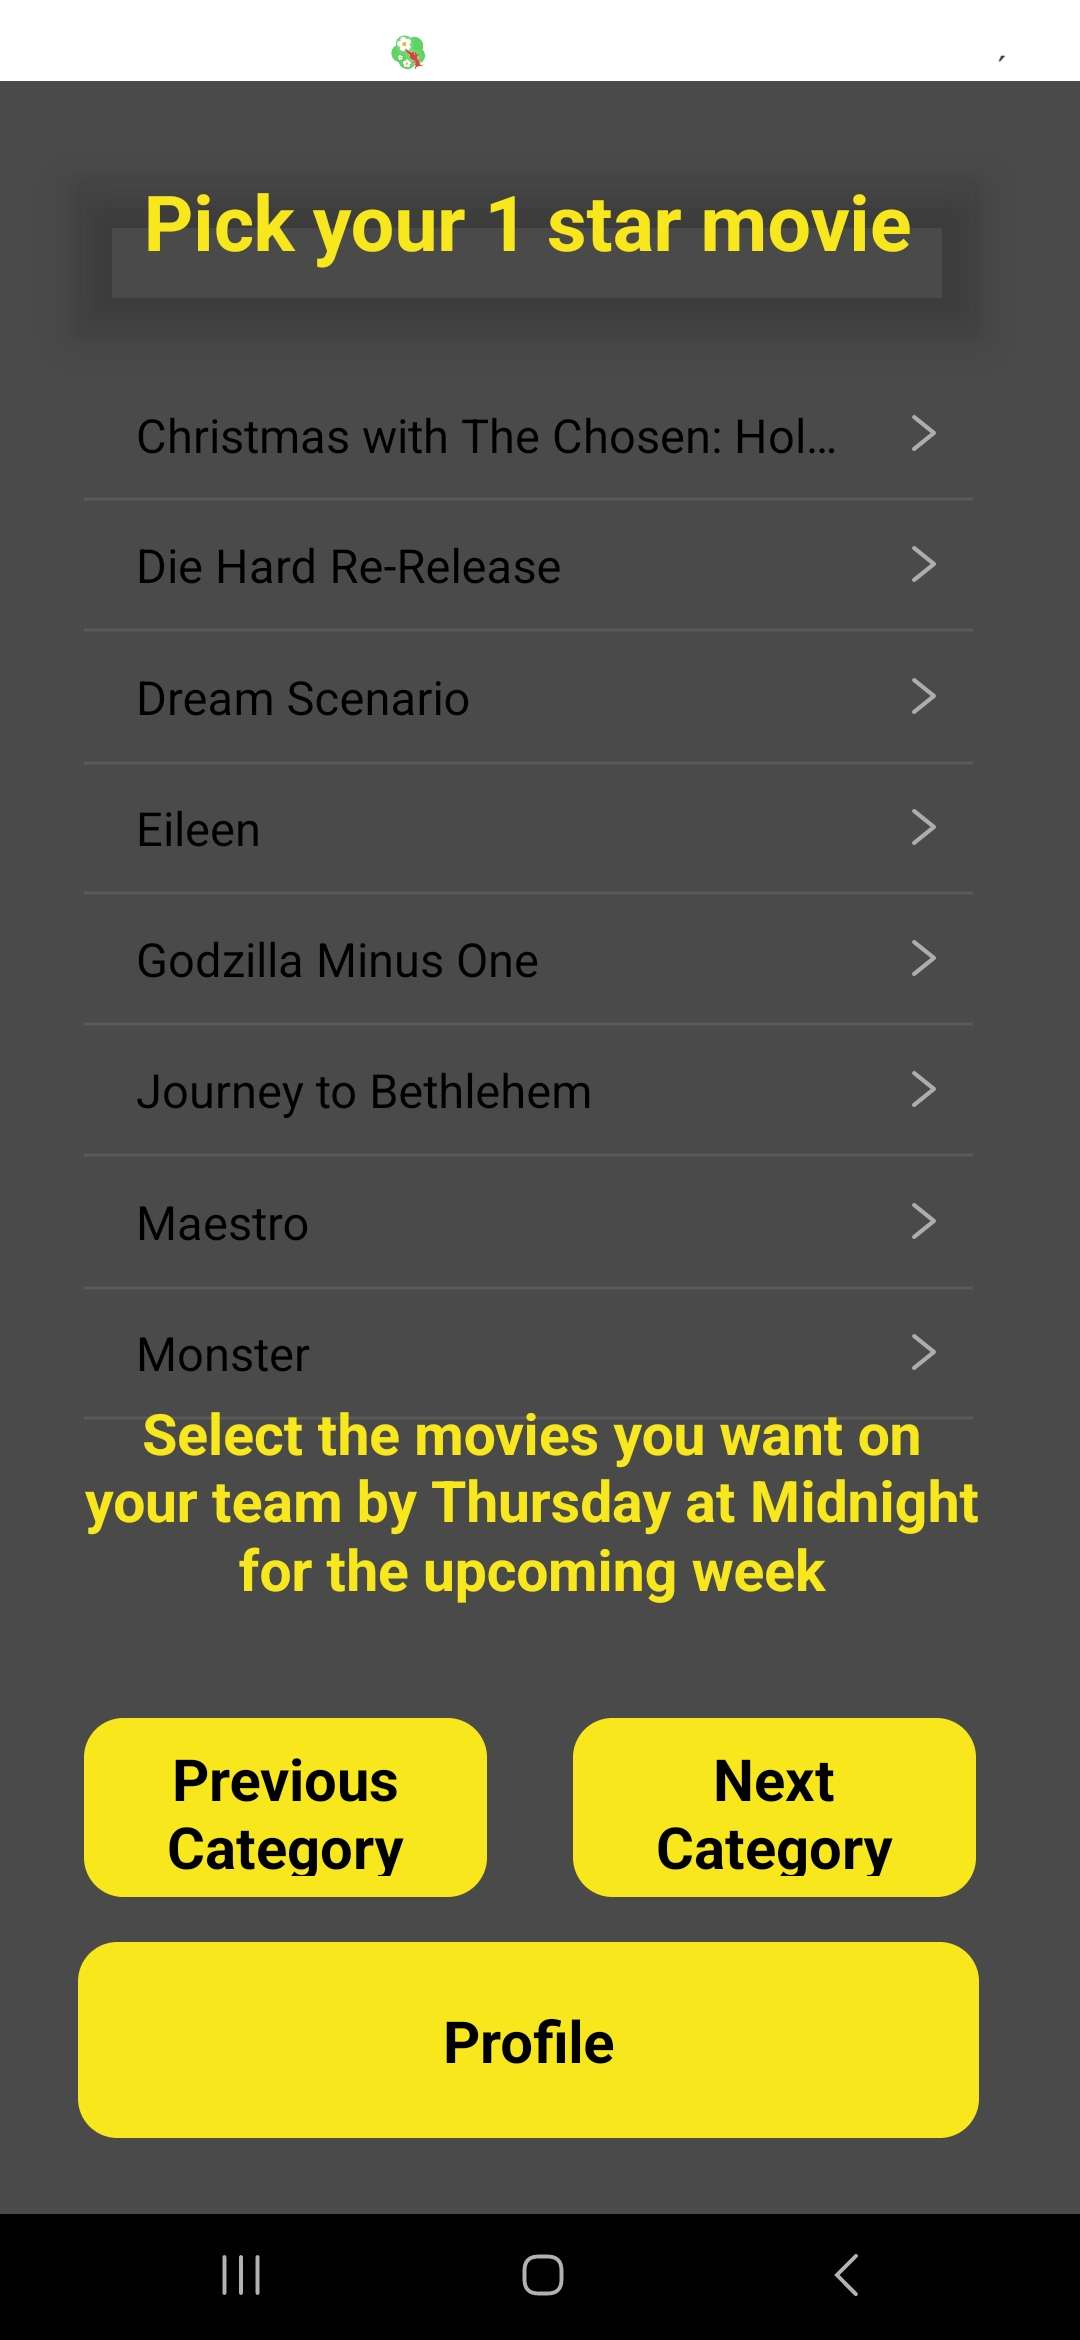 Pick your 1 star movie
Christmas with The Chosen: Hol...
Die Hard Re-Release
Dream Scenario
Eileen
Godzilla Minus One
Journey to Bethlehem
Maestro
Monster
Select the movies you want on
your team by Thursday at Midnight
for the upcoming week
Previous
Category
Next
Category
Profile